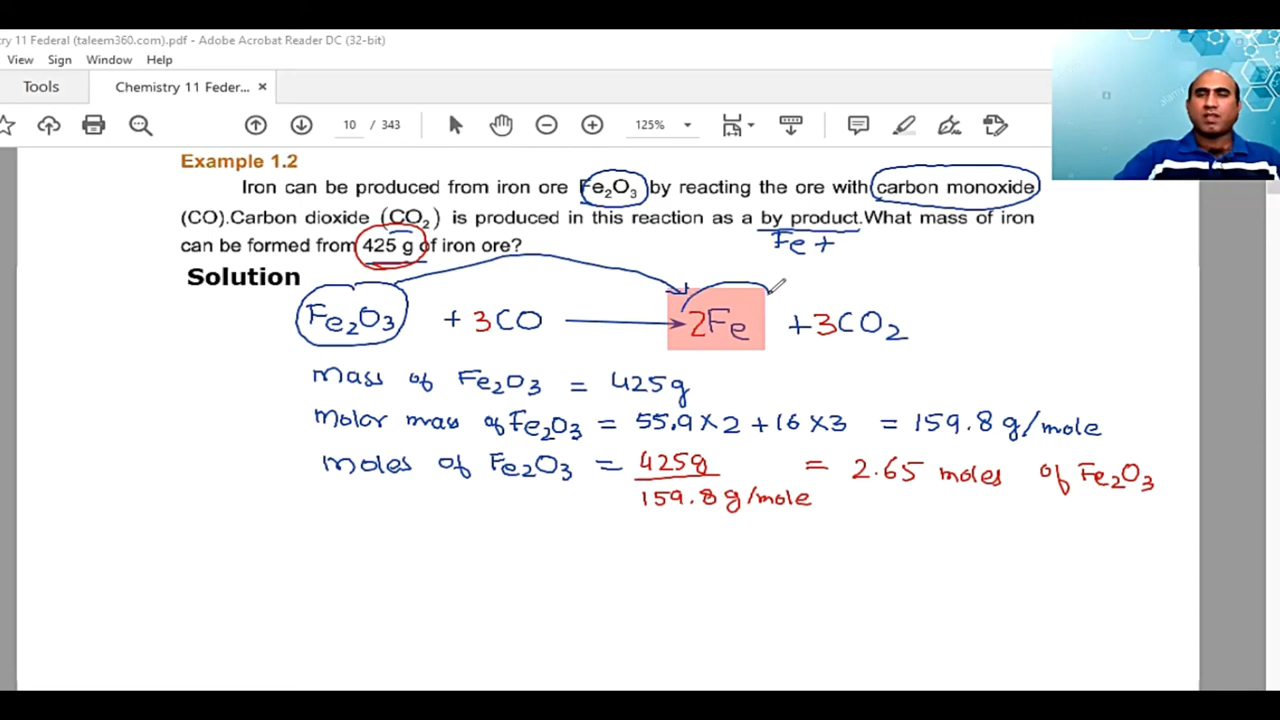 ry 11 Federal (taleem360.com).pdf - Adobe Acrobat Reader DC (32-bit)
View Sign Window Help
Tools Chemistry 11 Feder... ×
10 / 343 125%
Example 1.2
Iron can be produced from iron ore Fe₂O₃ by reacting the ore with carbon monoxide
(CO).Carbon dioxide (CO₂) is produced in this reaction as a by product.What mass of iron
can be formed from 425 g of iron ore?
Fe +
Solution
Fe₂O₃ + 3CO → 2Fe + 3CO₂
mass of Fe₂O₃ = 425g
Molar mass of Fe₂O₃ = 55.9 × 2 + 16 × 3 = 159.8 g/mole
moles of Fe₂O₃ = 425g / 159.8 g/mole = 2.65 moles of Fe₂O₃